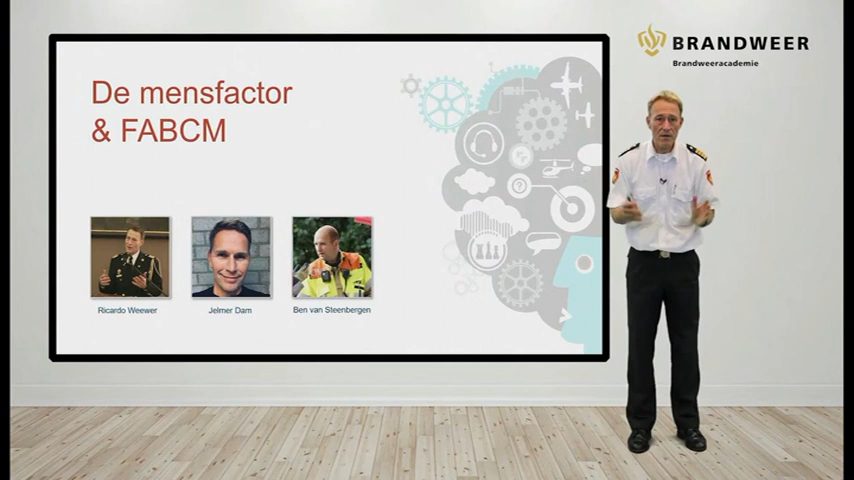 De mensfactor
& FABCM
Ricardo Weewer
Jelmer Dam
Ben van Steenbergen
BRANDWEER
Brandweeracademie